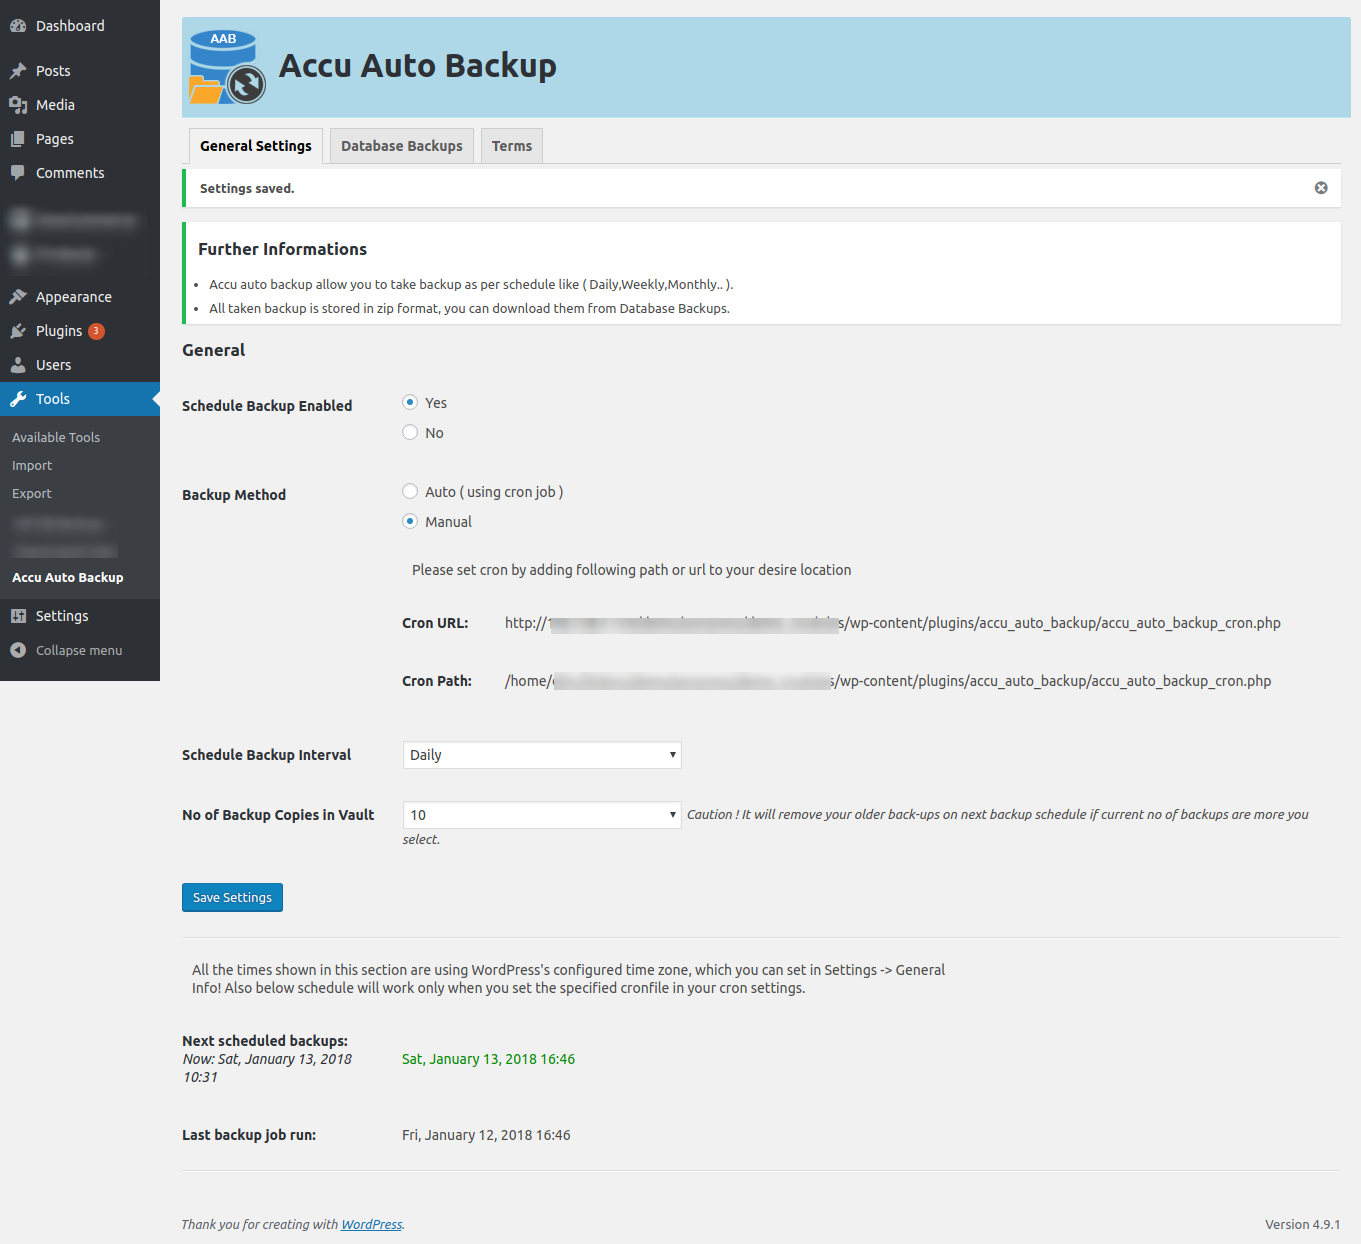 Dashboard
Posts
Media
Pages
Comments
Appearance
Plugins 3
Users
Tools
Available Tools
Import
Export
Accu Auto Backup
Settings
Collapse menu
AAB
Accu Auto Backup
General Settings
Database Backups
Terms
Settings saved.
Further Informations
• Accu auto backup allow you to take backup as per schedule like ( Daily,Weekly,Monthly.. ).
• All taken backup is stored in zip format, you can download them from Database Backups.
General
Schedule Backup Enabled
Yes
No
Backup Method
Auto ( using cron job )
Manual
Please set cron by adding following path or url to your desire location
Cron URL: http:// s/wp-content/plugins/accu_auto_backup/accu_auto_backup_cron.php
Cron Path: /home/ s/wp-content/plugins/accu_auto_backup/accu_auto_backup_cron.php
Schedule Backup Interval
Daily
No of Backup Copies in Vault
10
Caution ! It will remove your older back-ups on next backup schedule if current no of backups are more you
select.
Save Settings
All the times shown in this section are using WordPress's configured time zone, which you can set in Settings -> General
Info! Also below schedule will work only when you set the specified cronfile in your cron settings.
Next scheduled backups:
Now: Sat, January 13, 2018
10:31
Sat, January 13, 2018 16:46
Last backup job run:
Fri, January 12, 2018 16:46
Thank you for creating with WordPress.
Version 4.9.1